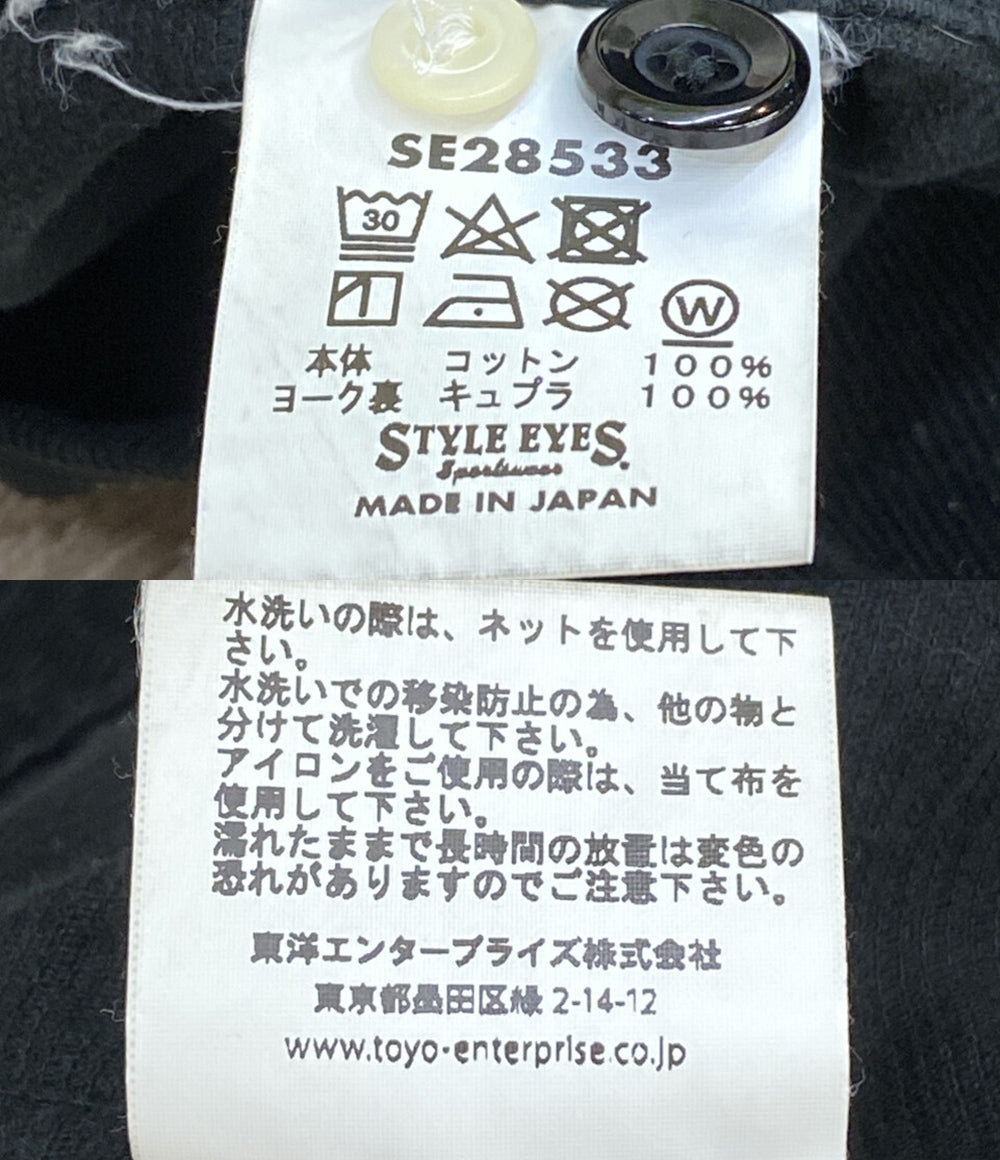 SE28533
30
W
本体 コットン 100%
ヨーク裏 キュプラ 100%
STYLE EYES
Sportswear
MADE IN JAPAN
水洗いの際は、ネットを使用して下
さい。
水洗いでの移染防止の為、他の物と
分けて洗濯して下さい。
アイロンをご使用の際は、当て布を
使用して下さい。
濡れたままで長時間の放置は変色の
恐れがありますのでご注意下さい。
東洋エンタープライズ株式会社
東京都墨田区緑 2-14-12
www.toyo-enterprise.co.jp